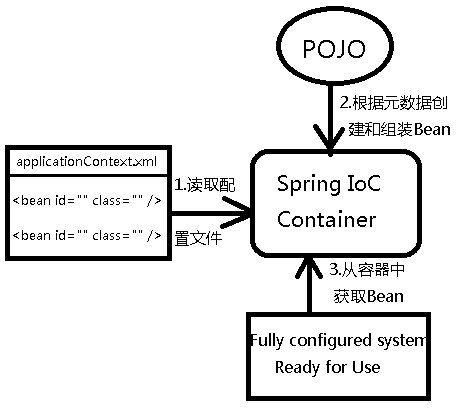 POJO
2.根据元数据创
建和组装Bean
applicationContext.xml
<bean id="" class="" />
<bean id="" class="" />
1.读取配
置文件
Spring IoC
Container
3.从容器中
获取Bean
Fully configured system
Ready for Use